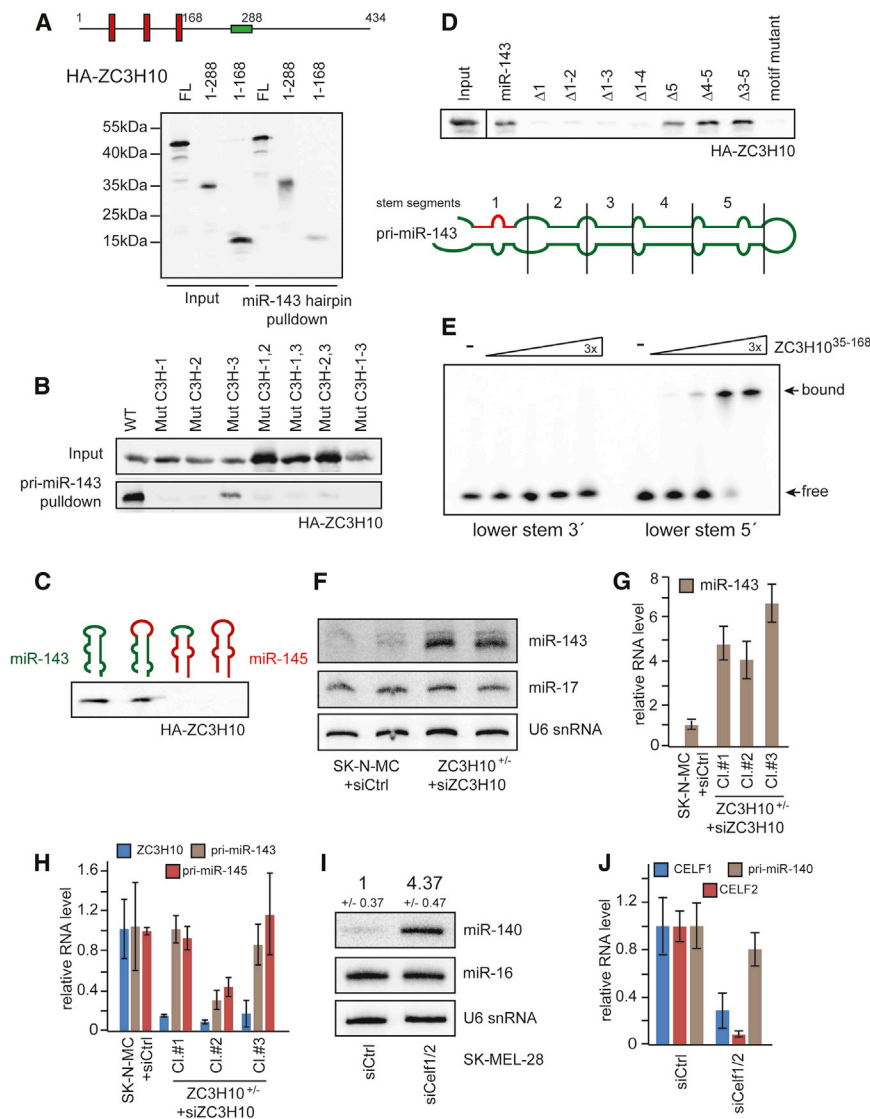 A
1 168 288 434
HA-ZC3H10
FL 1-288 1-168 FL 1-288 1-168
55kDa
40kDa
35kDa
25kDa
15kDa
Input
miR-143 hairpin
pulldown
B
WT
Mut C3H-1
Mut C3H-2
Mut C3H-3
Mut C3H-1,2
Mut C3H-1,3
Mut C3H-2,3
Mut C3H-1-3
Input
pri-miR-143
pulldown
HA-ZC3H10
C
miR-143
miR-145
HA-ZC3H10
D
Input
miR-143
Δ1
Δ1-2
Δ1-3
Δ1-4
Δ5
Δ4-5
Δ3-5
motif mutant
HA-ZC3H10
stem segments 1 2 3 4 5
pri-miR-143
E
- 3x - 3x ZC3H10³⁵⁻¹⁶⁸
bound
free
lower stem 3´ lower stem 5´
F
miR-143
miR-17
U6 snRNA
SK-N-MC
+siCtrl
ZC3H10⁺/⁻
+siZC3H10
G
miR-143
relative RNA level
8
6
4
2
0
SK-N-MC
+siCtrl
Cl.#1
Cl.#2
Cl.#3
ZC3H10⁺/⁻
+siZC3H10
H
ZC3H10 pri-miR-143
pri-miR-145
relative RNA level
1.6
1.2
0.8
0.4
0
SK-N-MC
+siCtrl
Cl.#1
Cl.#2
Cl.#3
ZC3H10⁺/⁻
+siZC3H10
I
1 4.37
+/- 0.37 +/- 0.47
miR-140
miR-16
U6 snRNA
siCtrl
siCelf1/2
SK-MEL-28
J
CELF1 pri-miR-140
CELF2
relative RNA level
1.2
0.8
0.4
0
siCtrl
siCelf1/2